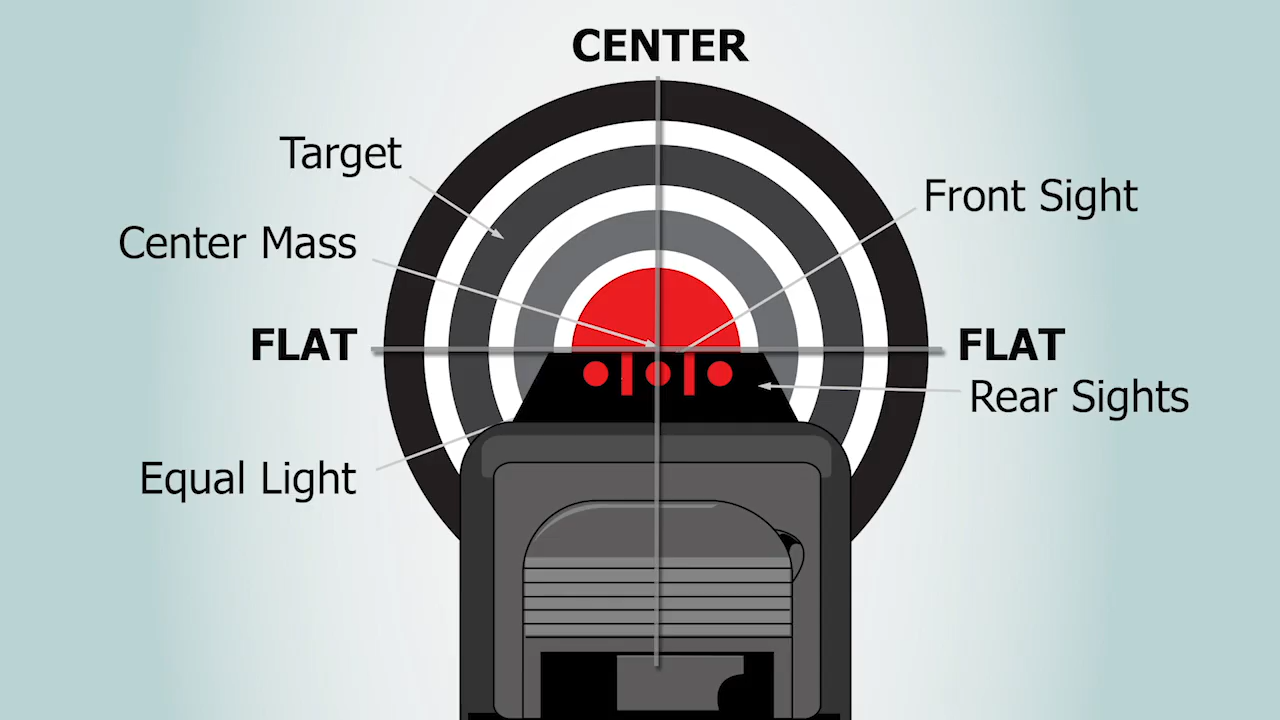 CENTER
Target
Front Sight
Center Mass
FLAT
FLAT
Rear Sights
Equal Light